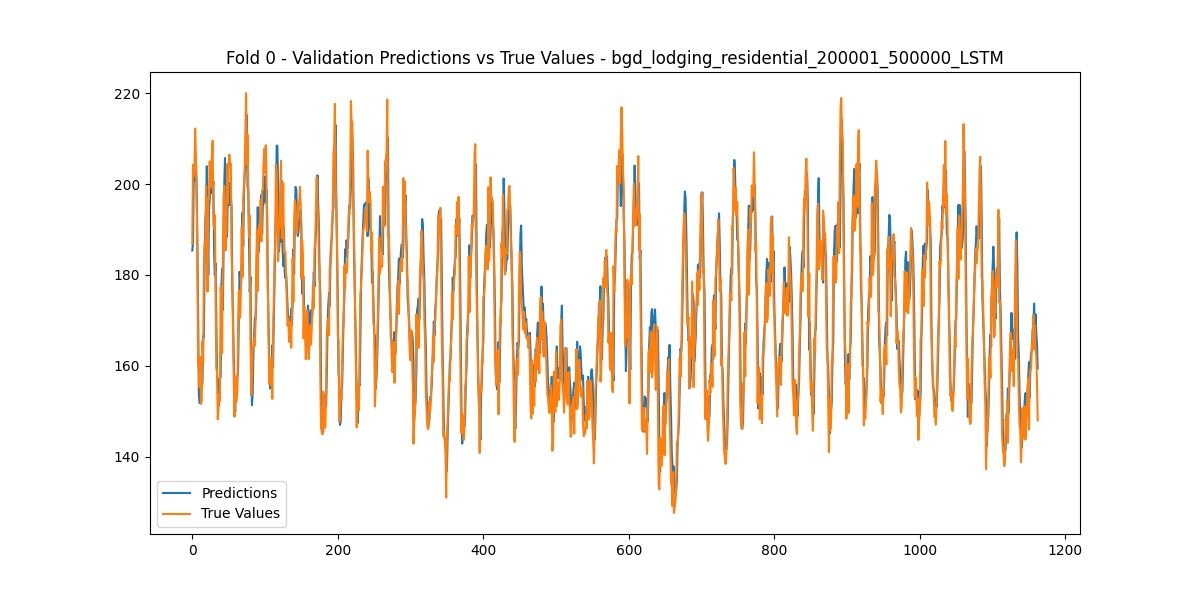 Fold 0 - Validation Predictions vs True Values - bgd_lodging_residential_200001_500000_LSTM
220
200
180
160
140
Predictions
True Values
0 200 400 600 800 1000 1200